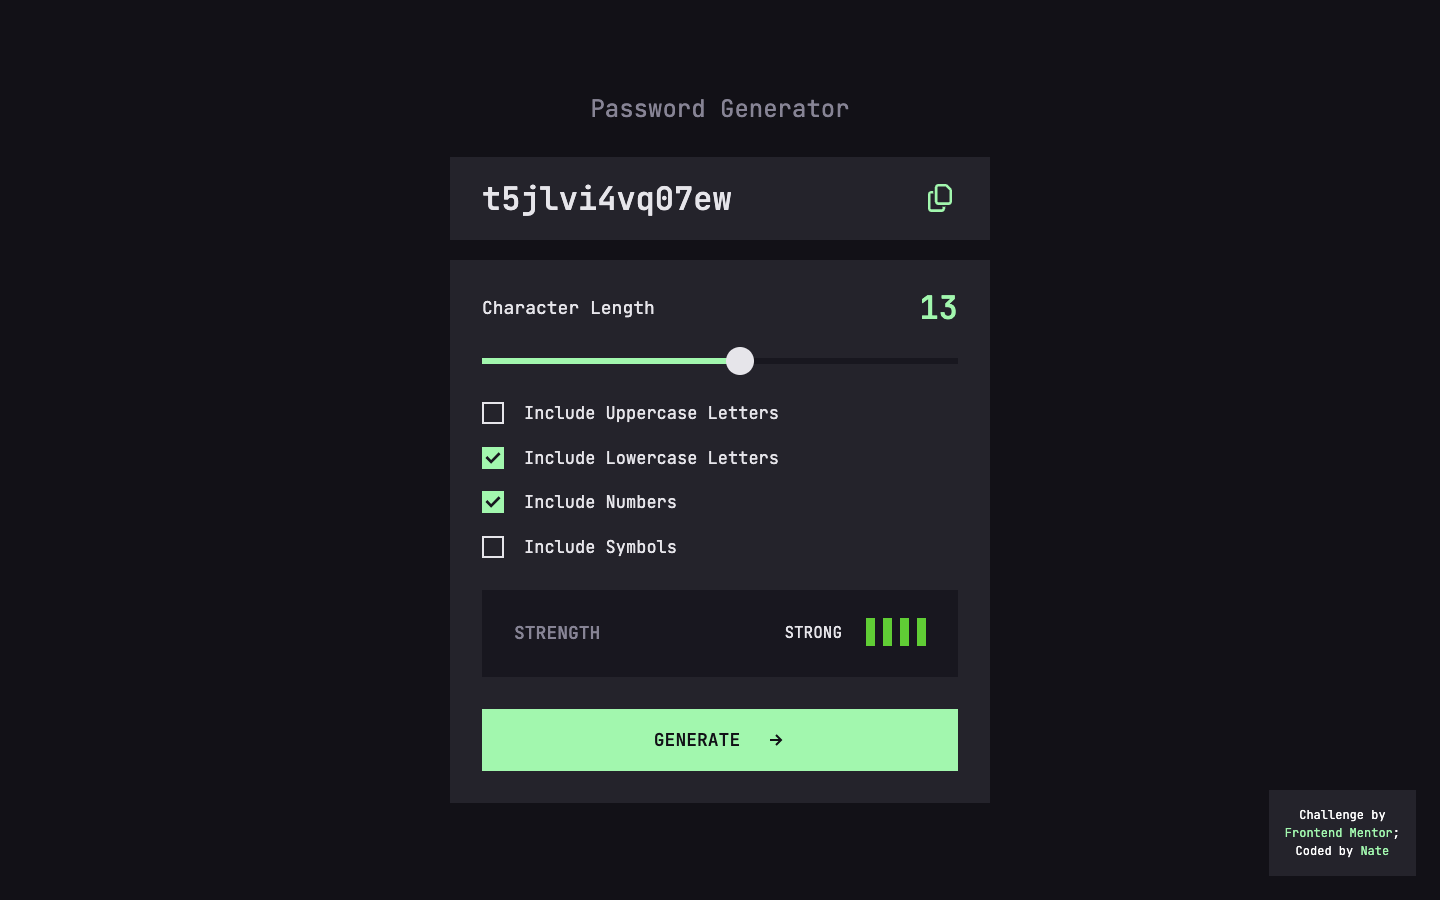 Password Generator
t5jlvi4vq07ew
Character Length
13
Include Uppercase Letters
Include Lowercase Letters
Include Numbers
Include Symbols
STRENGTH STRONG
GENERATE →
Challenge by
Frontend Mentor;
Coded by Nate